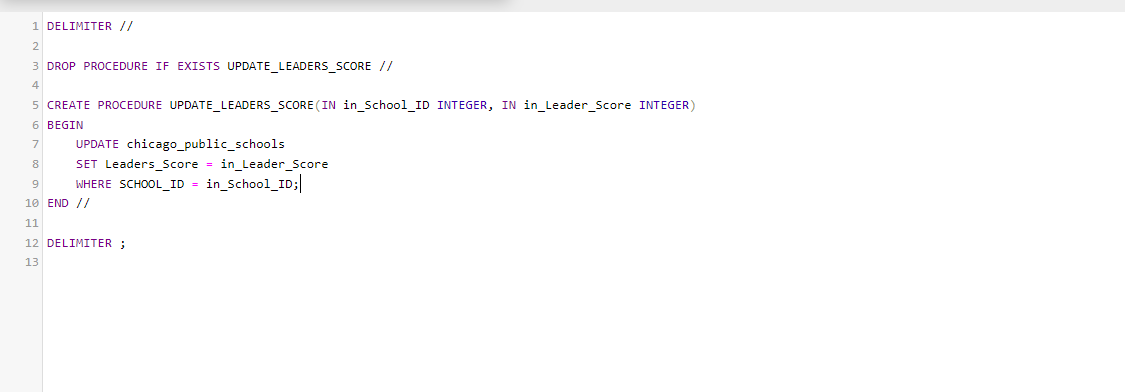 1 DELIMITER //
2
3 DROP PROCEDURE IF EXISTS UPDATE_LEADERS_SCORE //
4
5 CREATE PROCEDURE UPDATE_LEADERS_SCORE(IN in_School_ID INTEGER, IN in_Leader_Score INTEGER)
6 BEGIN
7     UPDATE chicago_public_schools
8     SET Leaders_Score = in_Leader_Score
9     WHERE SCHOOL_ID = in_School_ID;
10 END //
11
12 DELIMITER ;
13